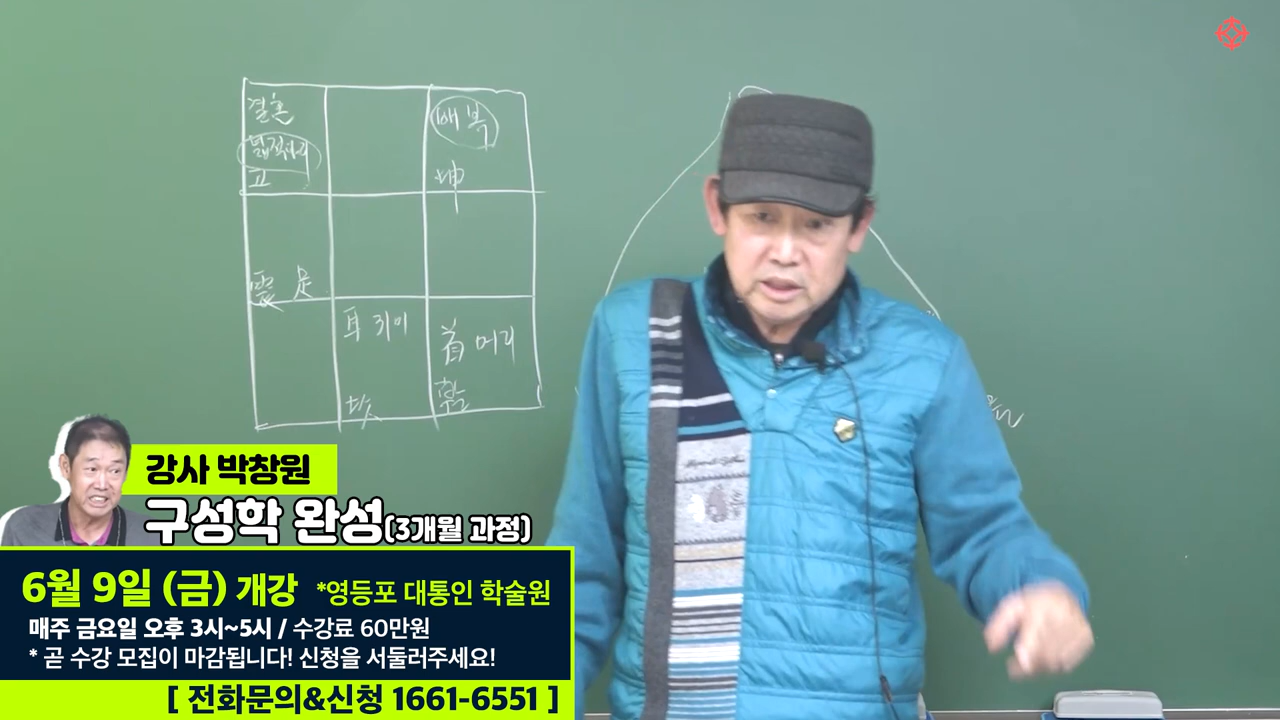 결혼
배 복
고
坤
震 足
耳 귀 이
首 머리
坎
乾
강사 박창원
구성학 완성(3개월 과정)
6월 9일 (금) 개강 *영등포 대통인 학술원
매주 금요일 오후 3시~5시 / 수강료 60만원
* 곧 수강 모집이 마감됩니다! 신청을 서둘러주세요!
[ 전화문의&신청 1661-6551 ]